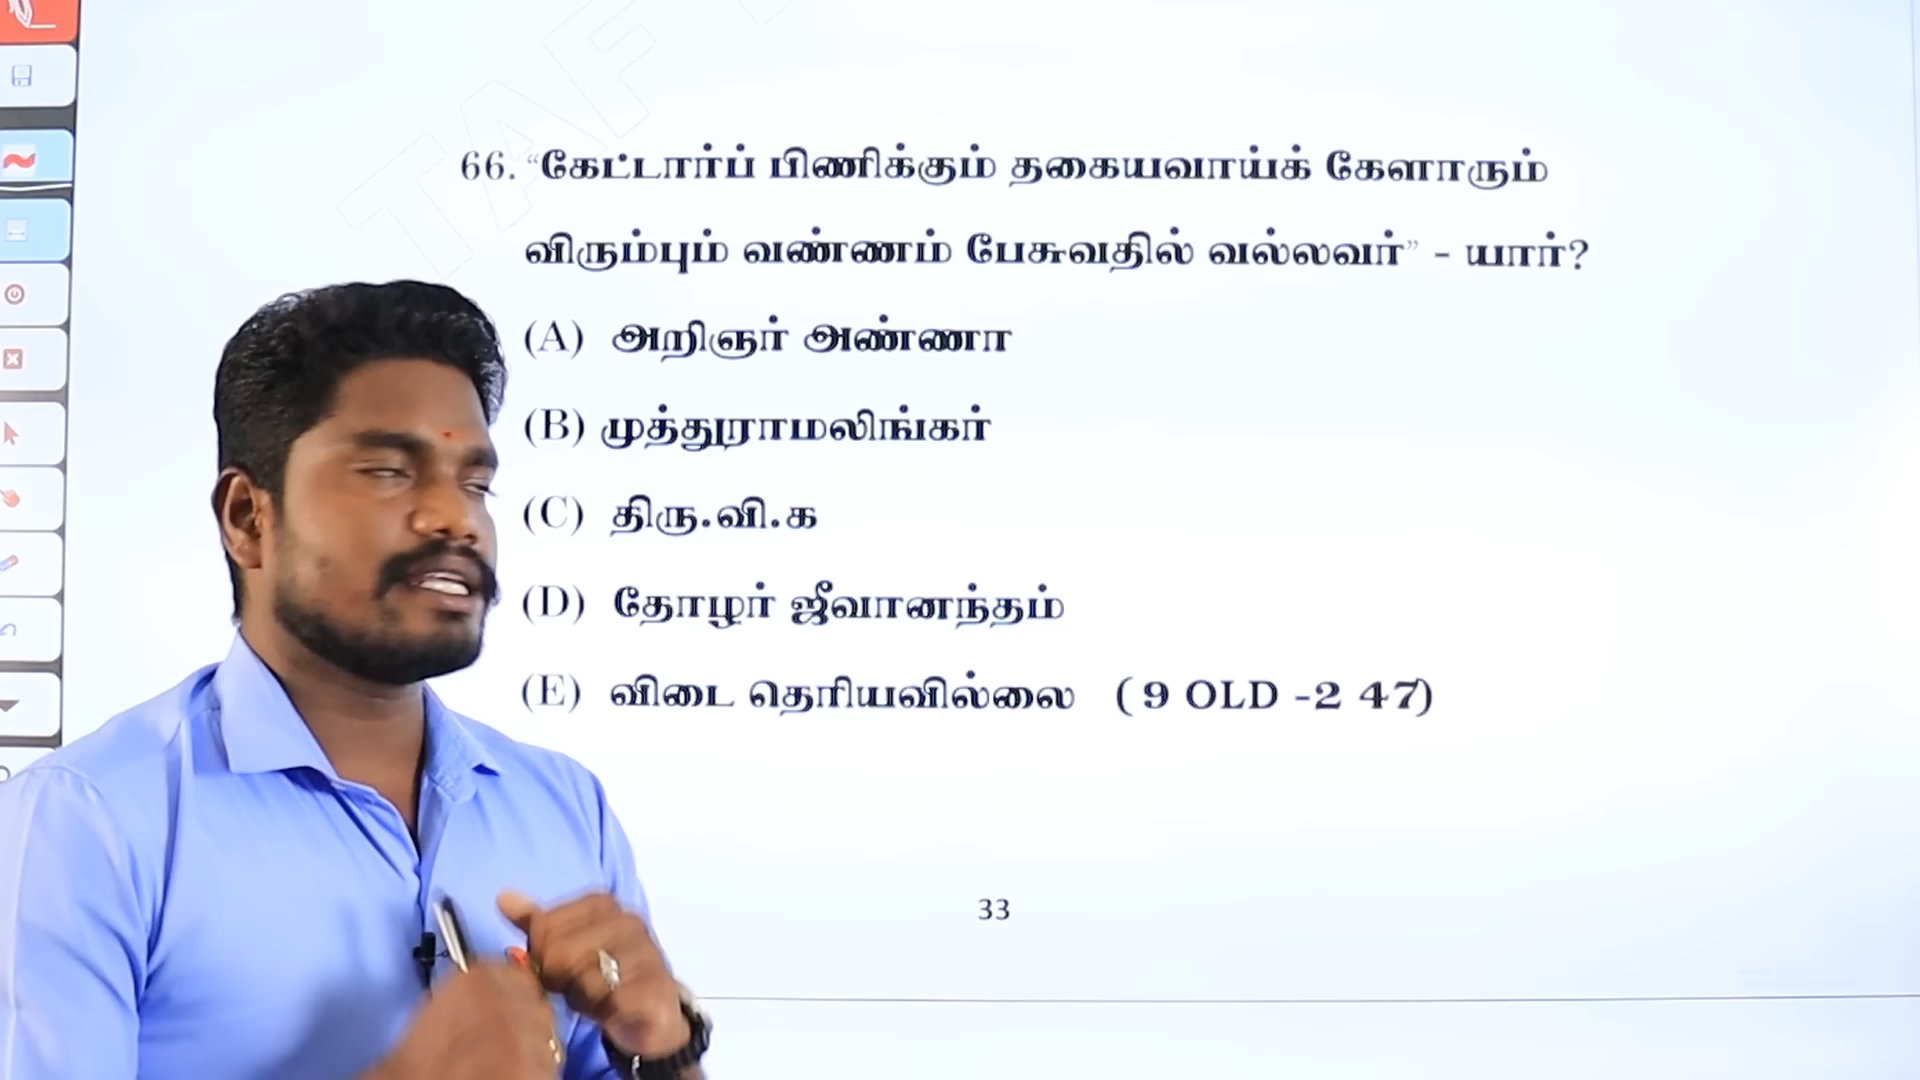 TAF
66. “கேட்டார்ப் பிணிக்கும் தகையவாய்க் கேளாரும்
விரும்பும் வண்ணம் பேசுவதில் வல்லவர்” - யார்?
(A) அறிஞர் அண்ணா
(B) முத்துராமலிங்கர்
(C) திரு.வி.க
(D) தோழர் ஜீவானந்தம்
(E) விடை தெரியவில்லை ( 9 OLD -2 47)
33